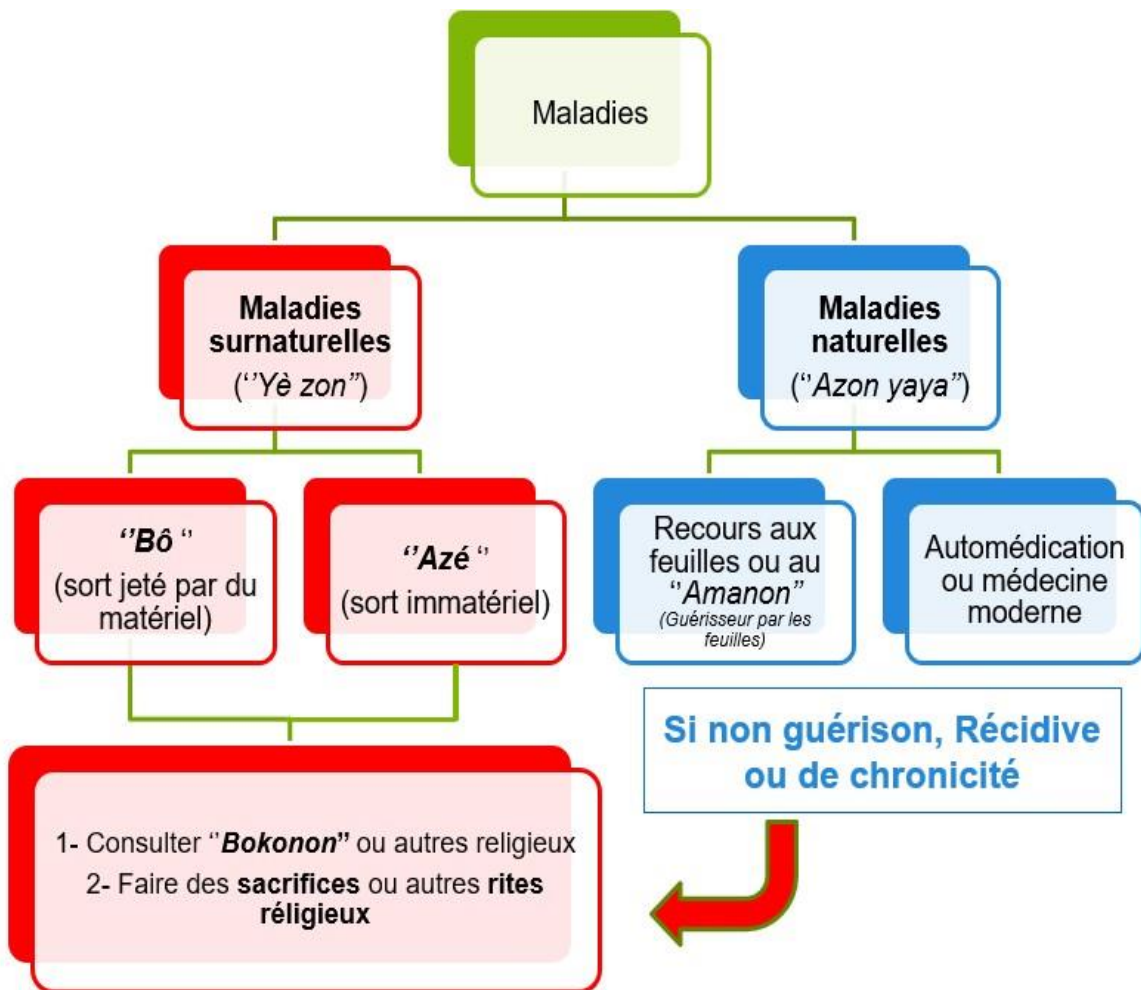 Maladies
Maladies
surnaturelles
(‘’Yè zon’’)
Maladies
naturelles
(‘’Azon yaya’’)
‘’Bô ‘’
(sort jeté par du
matériel)
‘’Azé ‘’
(sort immatériel)
Recours aux
feuilles ou au
‘’Amanon’’
(Guérisseur par les
feuilles)
Automédication
ou médecine
moderne
Si non guérison, Récidive
ou de chronicité
1- Consulter ‘’Bokonon" ou autres religieux
2- Faire des sacrifices ou autres rites
réligieux